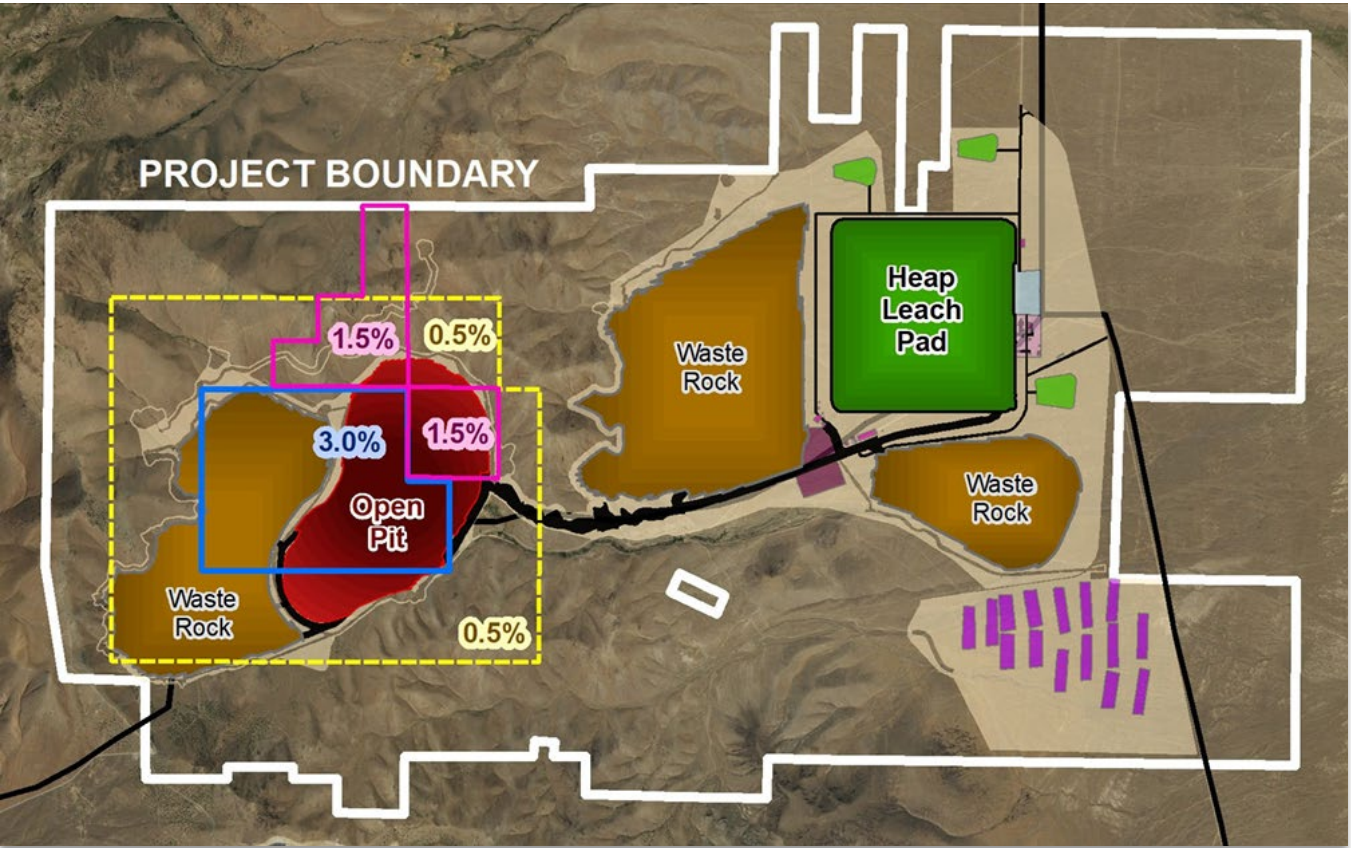 PROJECT BOUNDARY
Heap
Leach
Pad
1.5%
0.5%
Waste
Rock
3.0%
1.5%
Open
Pit
Waste
Rock
Waste
Rock
0.5%